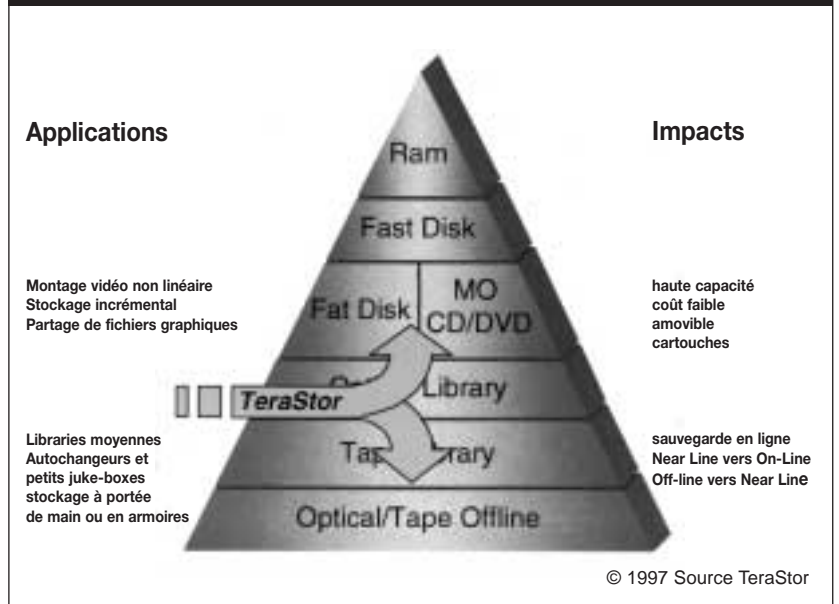 Applications
Impacts
Ram
Fast Disk
Montage vidéo non linéaire
Stockage incrémental
Partage de fichiers graphiques
Fat Disk
MO
CD/DVD
haute capacité
coût faible
amovible
cartouches
Library
TeraStor
Libraries moyennes
Autochangeurs et
petits juke-boxes
stockage à portée
de main ou en armoires
sauvegarde en ligne
Near Line vers On-Line
Off-line vers Near Line
Optical/Tape Offline
© 1997 Source TeraStor